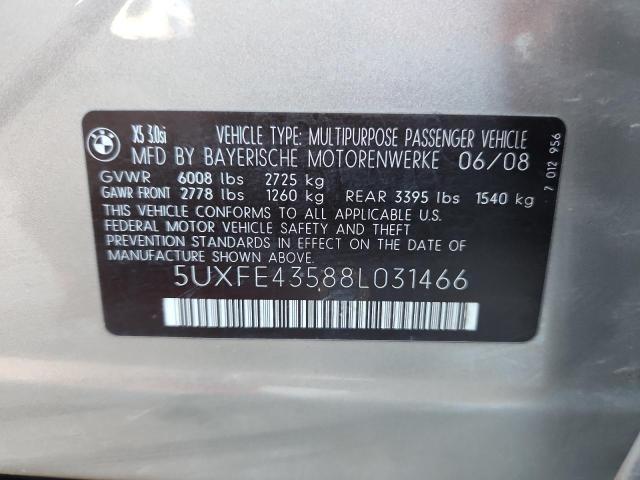 BMW
X5 3.0si VEHICLE TYPE: MULTIPURPOSE PASSENGER VEHICLE
MFD BY BAYERISCHE MOTORENWERKE 06/08
GVWR 6008 lbs 2725 kg
GAWR FRONT 2778 lbs 1260 kg REAR 3395 lbs 1540 kg
THIS VEHICLE CONFORMS TO ALL APPLICABLE U.S.
FEDERAL MOTOR VEHICLE SAFETY AND THEFT
PREVENTION STANDARDS IN EFFECT ON THE DATE OF
MANUFACTURE SHOWN ABOVE.
5UXFE43588L031466
7 012 956